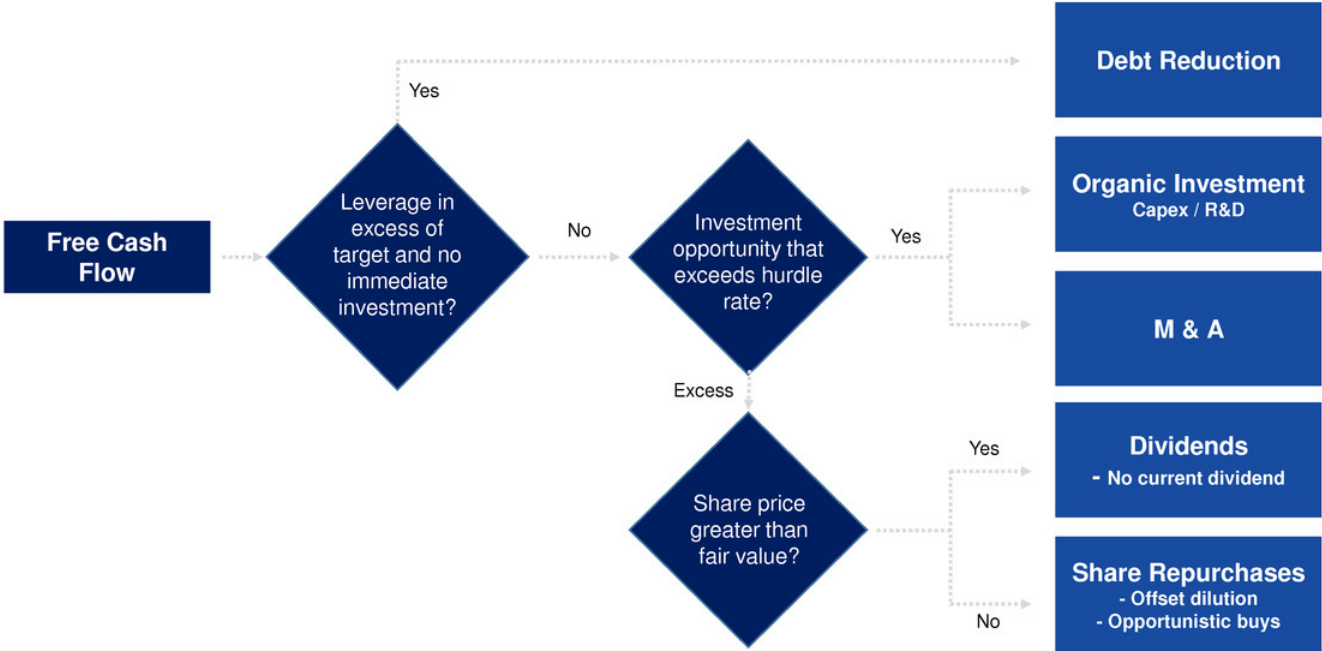 Debt Reduction
Yes
Leverage in
excess of
target and no
immediate
investment?
Free Cash
Flow
No
Investment
opportunity that
exceeds hurdle
rate?
Yes
Organic Investment
Capex / R&D
M & A
Excess
Share price
greater than
fair value?
Yes
Dividends
- No current dividend
No
Share Repurchases
- Offset dilution
- Opportunistic buys